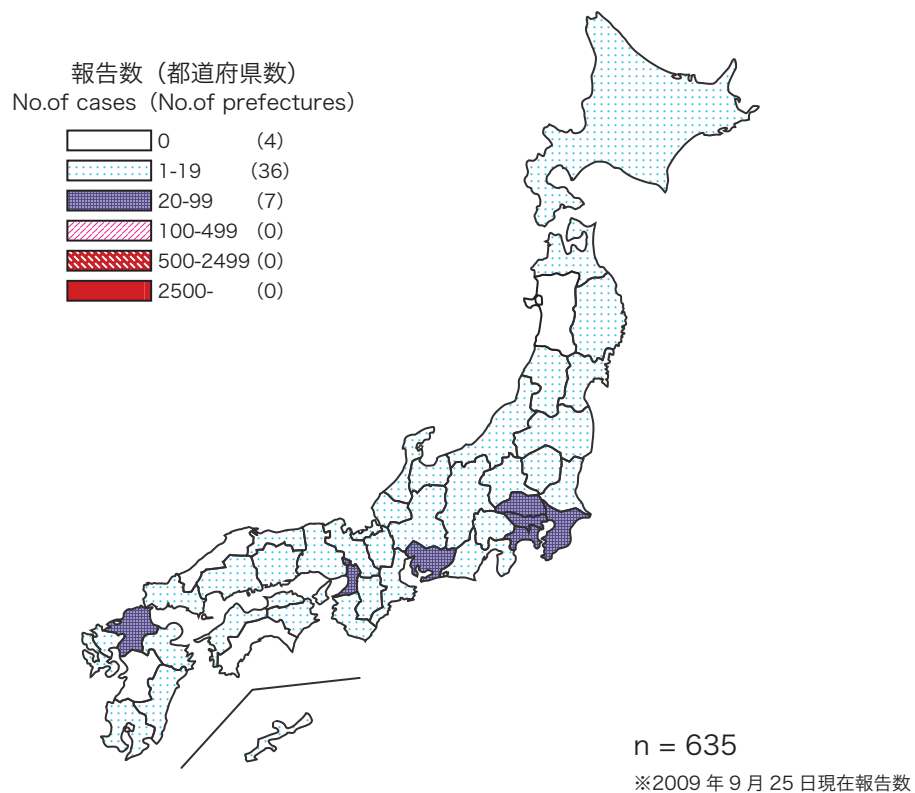 報告数（都道府県数）
No.of cases（No.of prefectures）
0 (4)
1-19 (36)
20-99 (7)
100-499 (0)
500-2499 (0)
2500- (0)
n = 635
※2009 年 9 月 25 日現在報告数